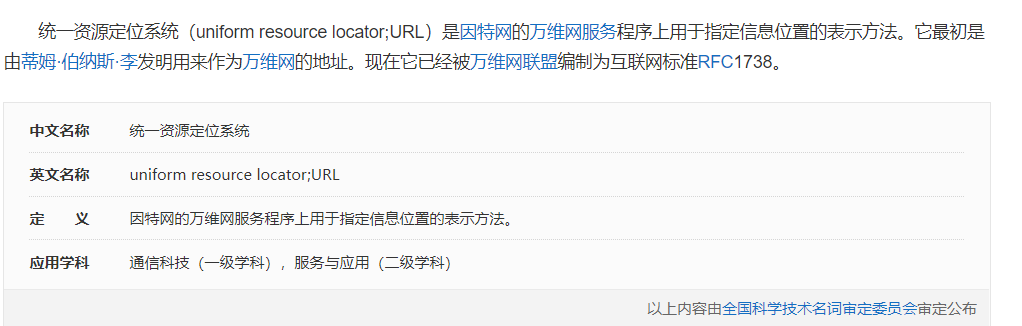 统一资源定位系统（uniform resource locator;URL）是因特网的万维网服务程序上用于指定信息位置的表示方法。它最初是
由蒂姆·伯纳斯·李发明用来作为万维网的地址。现在它已经被万维网联盟编制为互联网标准RFC1738。
中文名称 统一资源定位系统
英文名称 uniform resource locator;URL
定 义 因特网的万维网服务程序上用于指定信息位置的表示方法。
应用学科 通信科技（一级学科），服务与应用（二级学科）
以上内容由全国科学技术名词审定委员会审定公布